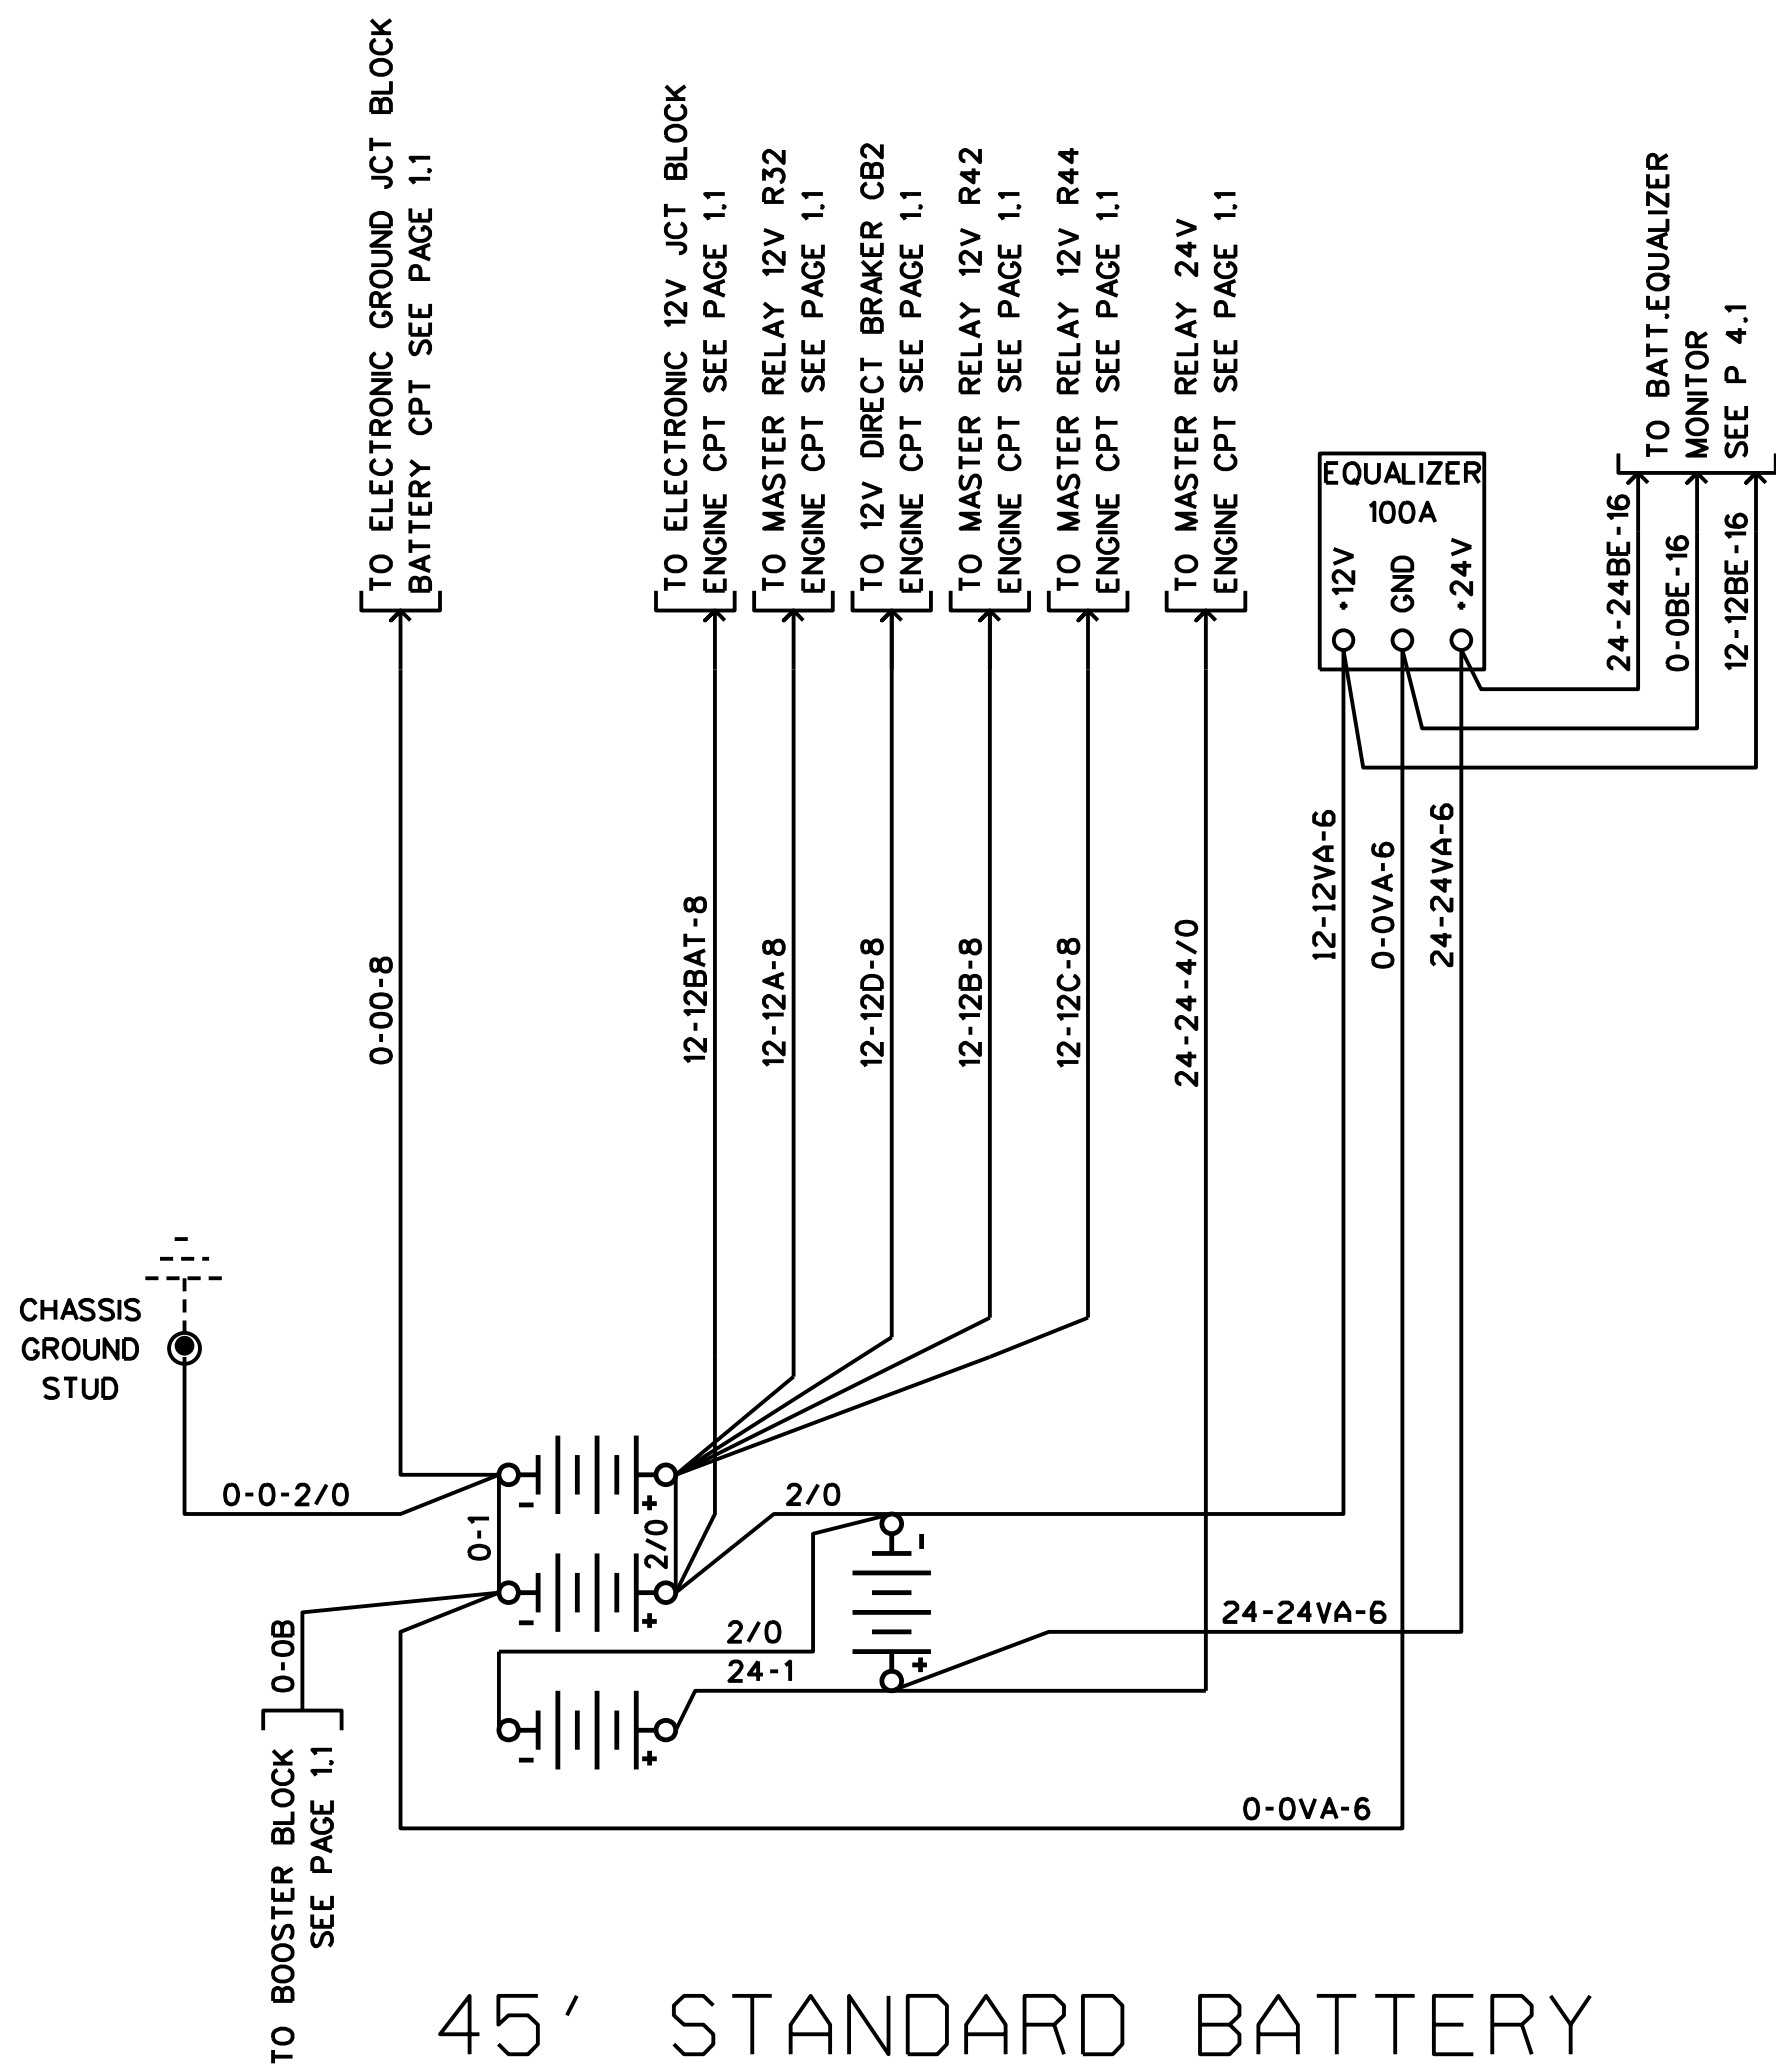 TO ELECTRONIC GROUND JCT BLOCK
BATTERY CPT SEE PAGE 1.1
TO ELECTRONIC 12V JCT BLOCK
ENGINE CPT SEE PAGE 1.1
TO MASTER RELAY 12V R32
ENGINE CPT SEE PAGE 1.1
TO 12V DIRECT BRAKER CB2
ENGINE CPT SEE PAGE 1.1
TO MASTER RELAY 12V R42
ENGINE CPT SEE PAGE 1.1
TO MASTER RELAY 12V R44
ENGINE CPT SEE PAGE 1.1
TO MASTER RELAY 24V
ENGINE CPT SEE PAGE 1.1
EQUALIZER
100A
+12V
GND
+24V
TO BATT.EQUALIZER
MONITOR
SEE P 4.1
24-24BE-16
0-0BE-16
12-12BE-16
0-00-8
12-12BAT-8
12-12A-8
12-12D-8
12-12B-8
12-12C-8
24-24-4/0
12-12VA-6
0-0VA-6
24-24VA-6
CHASSIS
GROUND
STUD
0-0-2/0
0-1
-
+
2/0
2/0
-
-
+
0-0B
2/0
24-1
+
24-24VA-6
-
+
0-0VA-6
TO BOOSTER BLOCK
SEE PAGE 1.1
45' STANDARD BATTERY